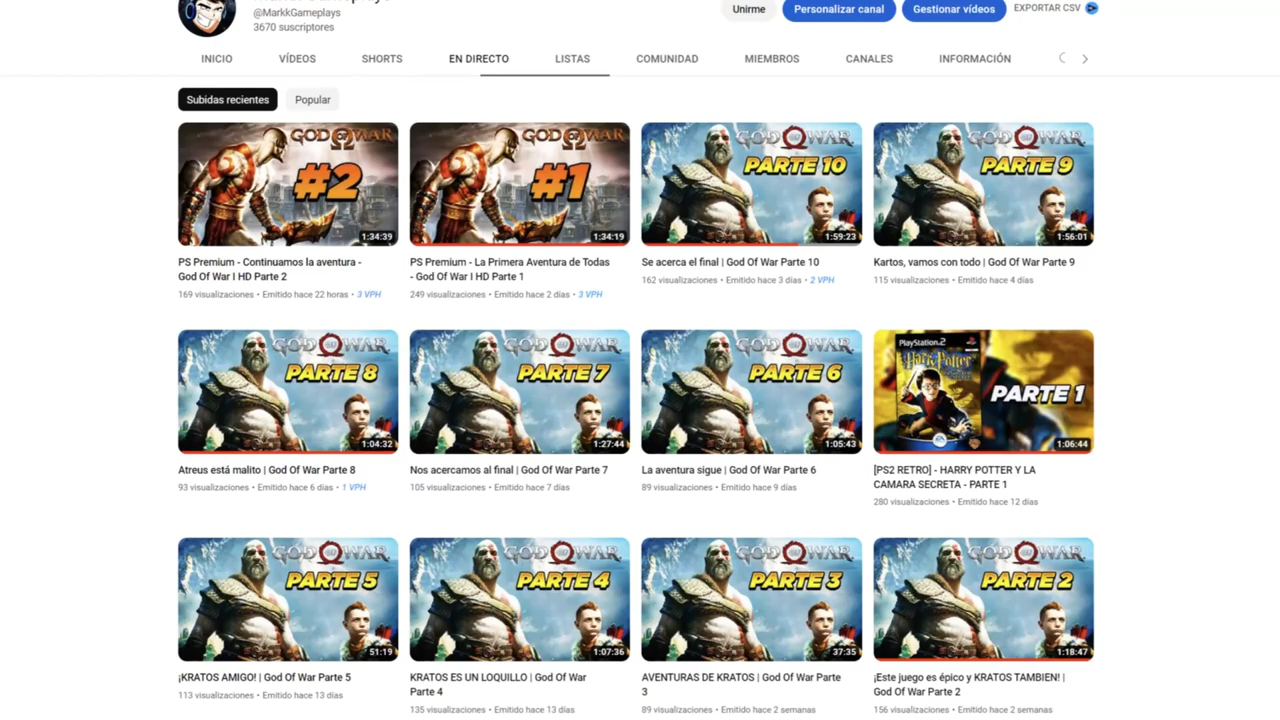 @MarkkGameplays
3670 suscriptores
Unirme
Personalizar canal
Gestionar vídeos
EXPORTAR CSV
INICIO
VÍDEOS
SHORTS
EN DIRECTO
LISTAS
COMUNIDAD
MIEMBROS
CANALES
INFORMACIÓN
Subidas recientes
Popular
GOD OF WAR
#2
1:34:39
GOD OF WAR
#1
1:34:19
GOD OF WAR
PARTE 10
1:59:23
GOD OF WAR
PARTE 9
1:56:01
PS Premium - Continuamos la aventura -
God Of War I HD Parte 2
169 visualizaciones • Emitido hace 22 horas • 3 VPH
PS Premium - La Primera Aventura de Todas
- God Of War I HD Parte 1
249 visualizaciones • Emitido hace 2 días • 3 VPH
Se acerca el final | God Of War Parte 10
162 visualizaciones • Emitido hace 3 días • 2 VPH
Kartos, vamos con todo | God Of War Parte 9
115 visualizaciones • Emitido hace 4 días
GOD OF WAR
PARTE 8
1:04:32
GOD OF WAR
PARTE 7
1:27:44
GOD OF WAR
PARTE 6
1:05:43
PlayStation.2
Harry Potter
PARTE 1
1:06:44
Atreus está malito | God Of War Parte 8
93 visualizaciones • Emitido hace 6 días • 1 VPH
Nos acercamos al final | God Of War Parte 7
105 visualizaciones • Emitido hace 7 días
La aventura sigue | God Of War Parte 6
89 visualizaciones • Emitido hace 9 días
[PS2 RETRO] - HARRY POTTER Y LA
CAMARA SECRETA - PARTE 1
280 visualizaciones • Emitido hace 12 días
GOD OF WAR
PARTE 5
51:19
GOD OF WAR
PARTE 4
1:07:36
GOD OF WAR
PARTE 3
37:35
GOD OF WAR
PARTE 2
1:18:47
¡KRATOS AMIGO! | God Of War Parte 5
113 visualizaciones • Emitido hace 13 días
KRATOS ES UN LOQUILLO | God Of War
Parte 4
135 visualizaciones • Emitido hace 13 días
AVENTURAS DE KRATOS | God Of War Parte
3
89 visualizaciones • Emitido hace 2 semanas
¡Este juego es épico y KRATOS TAMBIEN! |
God Of War Parte 2
156 visualizaciones • Emitido hace 2 semanas